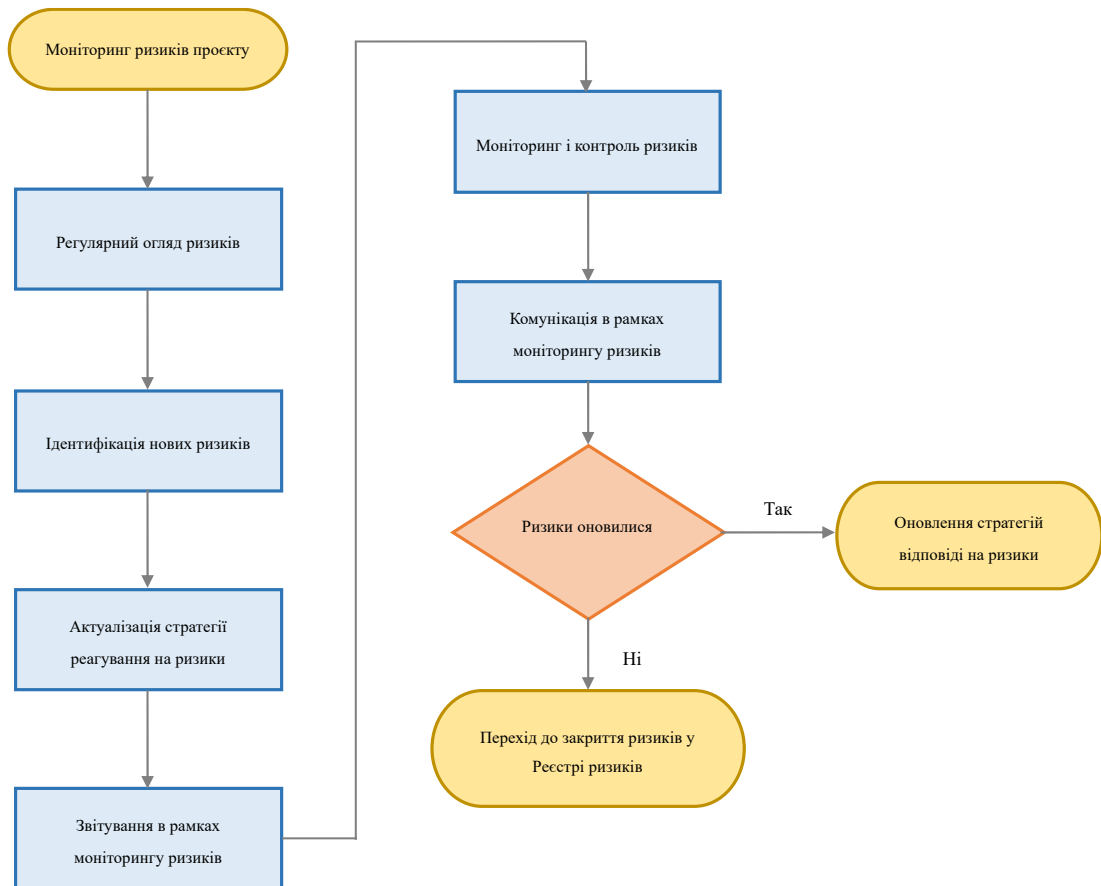 Моніторинг ризиків проєкту
Регулярний огляд ризиків
Ідентифікація нових ризиків
Актуалізація стратегії
реагування на ризики
Звітування в рамках
моніторингу ризиків
Моніторинг і контроль ризиків
Комунікація в рамках
моніторингу ризиків
Ризики оновилися
Так
Оновлення стратегій
відповіді на ризики
Ні
Перехід до закриття ризиків у
Реєстрі ризиків